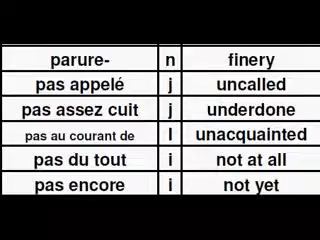 parure- n finery
pas appelé j uncalled
pas assez cuit j underdone
pas au courant de l unacquainted
pas du tout i not at all
pas encore i not yet